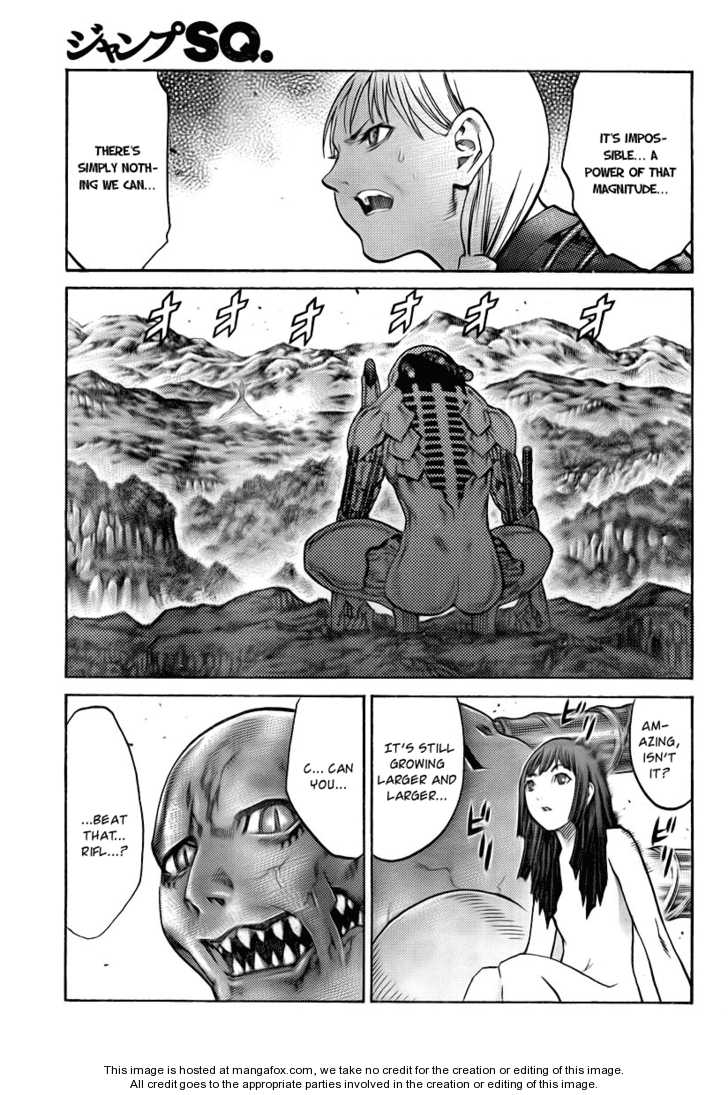 ジャンプSQ.
IT'S IMPOS-
SIBLE... A
POWER OF THAT
MAGNITUDE...
THERE'S
SIMPLY NOTH-
ING WE CAN...
オ オ オ オ オ オ
AM-
AZING,
ISN'T
IT?
IT'S STILL
GROWING
LARGER AND
LARGER...
ビド
ビド
ビド
C... CAN
YOU...
...BEAT
THAT...
RIFL...?
This image is hosted at mangafox.com, we take no credit for the creation or editing of this image.
All credit goes to the appropriate parties involved in the creation or editing of this image.